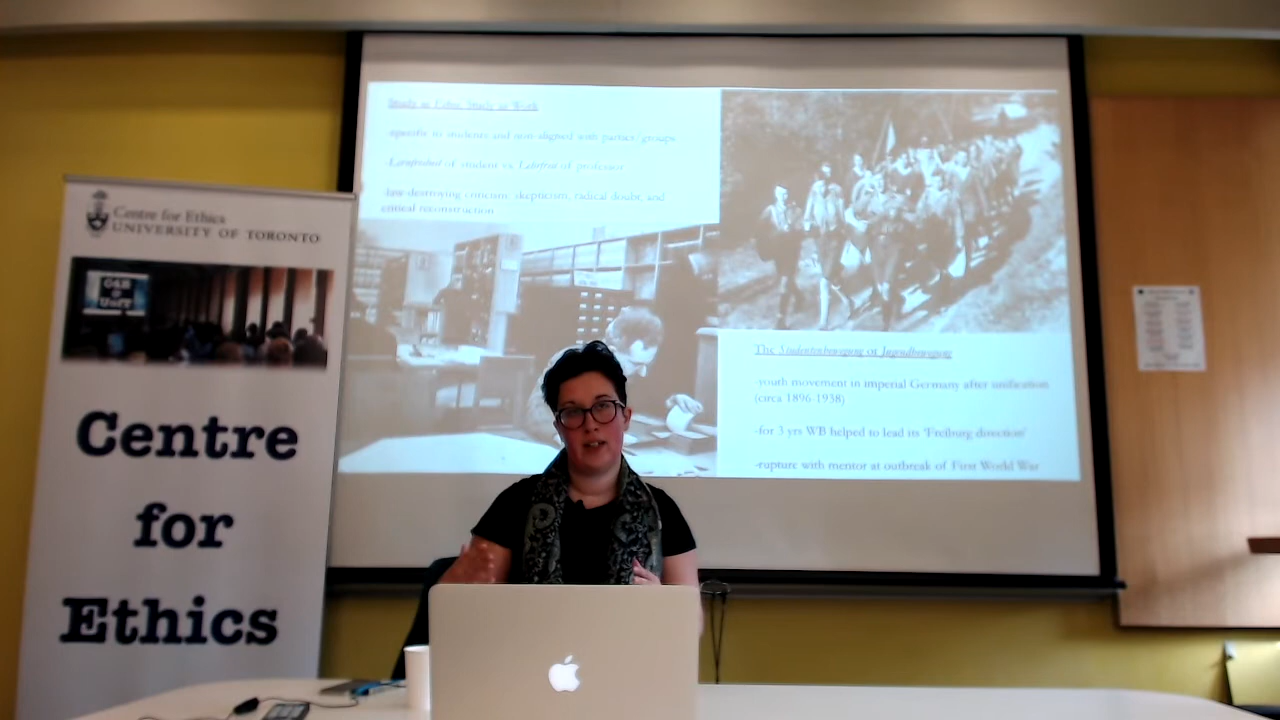 Centre for Ethics
UNIVERSITY OF TORONTO
C4E
@
UofT
Centre
for
Ethics
Study as Ethic, Study as Work
-specific to students and non-aligned with parties/groups
-Lernfreiheit of student vs. Lehrfreiheit of professor
-law-destroying criticism: skepticism, radical doubt, and
critical reconstruction
The Studentenbewegung or Jugendbewegung
-youth movement in imperial Germany after unification
(circa 1896-1938)
-for 3 yrs WB helped to lead its 'Freiburg direction'
-rupture with mentor at outbreak of First World War